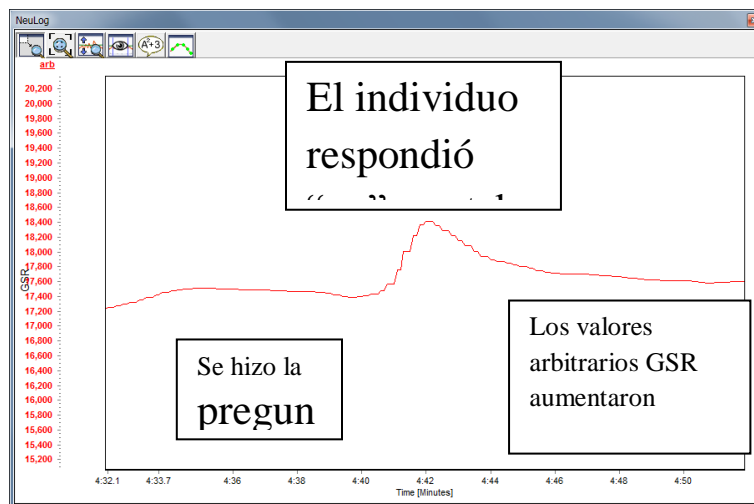 NeuLog
A²+3
arb
20,200
20,000
19,800
19,600
19,400
19,200
19,000
18,800
18,600
18,400
18,200
18,000
17,800
17,600
17,400
17,200
17,000
16,800
16,600
16,400
16,200
16,000
15,800
15,600
15,400
15,200
GSR
El individuo
respondió
Se hizo la
pregun
Los valores
arbitrarios GSR
aumentaron
4:32.1 4:33.7 4:36 4:38 4:40 4:42 4:44 4:46 4:48 4:50
Time [Minutes]